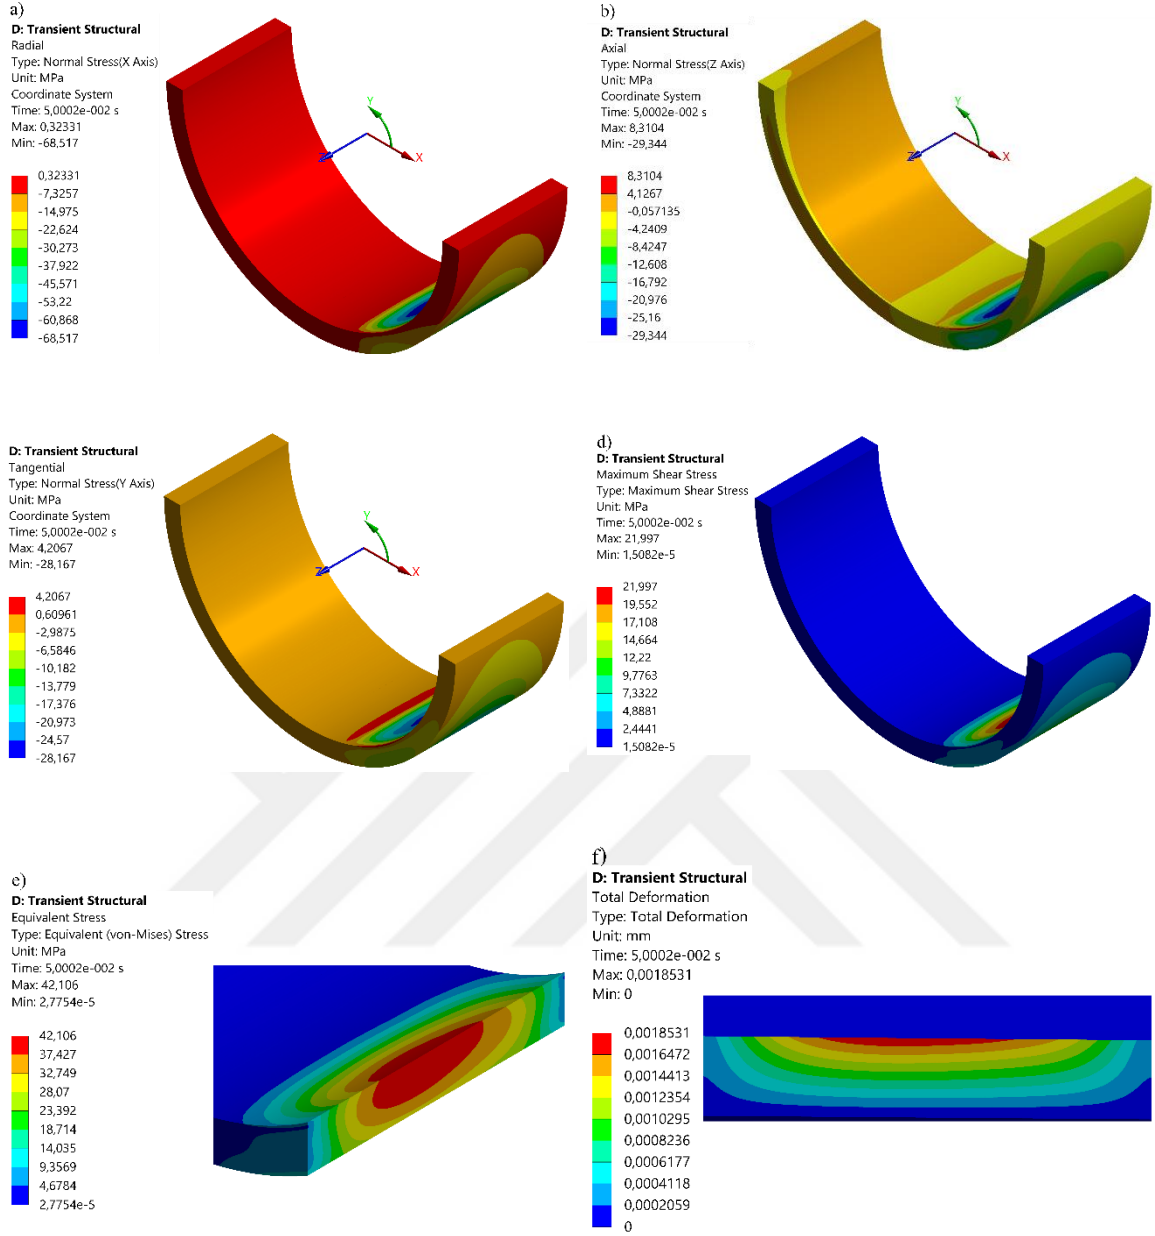 a)
D: Transient Structural
Radial
Type: Normal Stress(X Axis)
Unit: MPa
Coordinate System
Time: 5,0002e-002 s
Max: 0,32331
Min: -68,517
0,32331
-7,3257
-14,975
-22,624
-30,273
-37,922
-45,571
-53,22
-60,868
-68,517
Y
Z
X
b)
D: Transient Structural
Axial
Type: Normal Stress(Z Axis)
Unit: MPa
Coordinate System
Time: 5,0002e-002 s
Max: 8,3104
Min: -29,344
8,3104
4,1267
-0,057135
-4,2409
-8,4247
-12,608
-16,792
-20,976
-25,16
-29,344
Y
Z
X
D: Transient Structural
Tangential
Type: Normal Stress(Y Axis)
Unit: MPa
Coordinate System
Time: 5,0002e-002 s
Max: 4,2067
Min: -28,167
4,2067
0,60961
-2,9875
-6,5846
-10,182
-13,779
-17,376
-20,973
-24,57
-28,167
Y
Z
X
d)
D: Transient Structural
Maximum Shear Stress
Type: Maximum Shear Stress
Unit: MPa
Time: 5,0002e-002 s
Max: 21,997
Min: 1,5082e-5
21,997
19,552
17,108
14,664
12,22
9,7763
7,3322
4,8881
2,4441
1,5082e-5
e)
D: Transient Structural
Equivalent Stress
Type: Equivalent (von-Mises) Stress
Unit: MPa
Time: 5,0002e-002 s
Max: 42,106
Min: 2,7754e-5
42,106
37,427
32,749
28,07
23,392
18,714
14,035
9,3569
4,6784
2,7754e-5
f)
D: Transient Structural
Total Deformation
Type: Total Deformation
Unit: mm
Time: 5,0002e-002 s
Max: 0,0018531
Min: 0
0,0018531
0,0016472
0,0014413
0,0012354
0,0010295
0,0008236
0,0006177
0,0004118
0,0002059
0